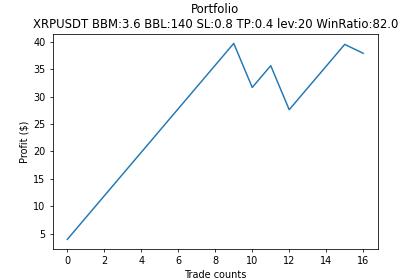 Portfolio
XRPUSDT BBM:3.6 BBL:140 SL:0.8 TP:0.4 lev:20 WinRatio:82.0
40
35
30
25
20
15
10
5
Profit ($)
0 2 4 6 8 10 12 14 16
Trade counts